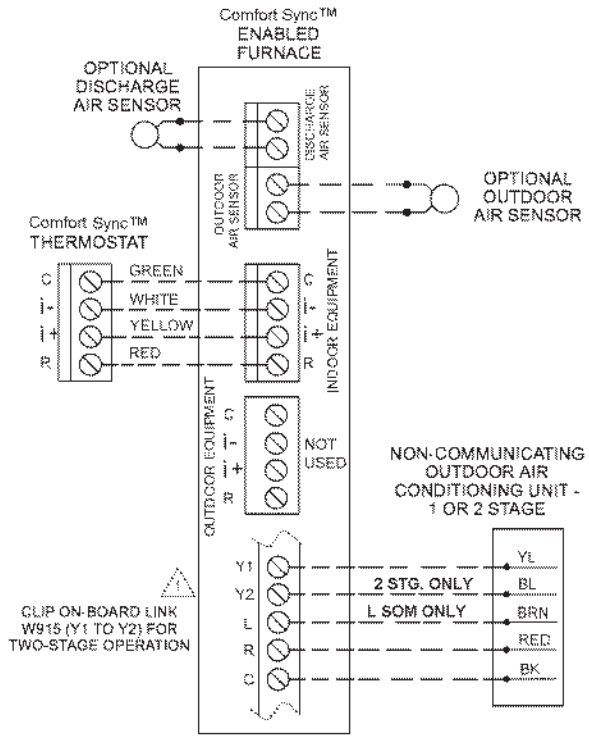 Comfort Sync™
ENABLED
FURNACE
OPTIONAL
DISCHARGE
AIR SENSOR
DISCHARGE
AIR SENSOR
OUTDOOR
AIR SENSOR
OPTIONAL
OUTDOOR
AIR SENSOR
Comfort Sync™
THERMOSTAT
C
i-
i+
R
GREEN
WHITE
YELLOW
RED
C
i-
i+
R
INDOOR EQUIPMENT
OUTDOOR EQUIPMENT
C
i-
i+
R
NOT
USED
NON-COMMUNICATING
OUTDOOR AIR
CONDITIONING UNIT -
1 OR 2 STAGE
1
CLIP ON-BOARD LINK
W915 (Y1 TO Y2) FOR
TWO-STAGE OPERATION
Y1
Y2
L
R
C
2 STG. ONLY
L SOM ONLY
YL
BL
BRN
RED
BK